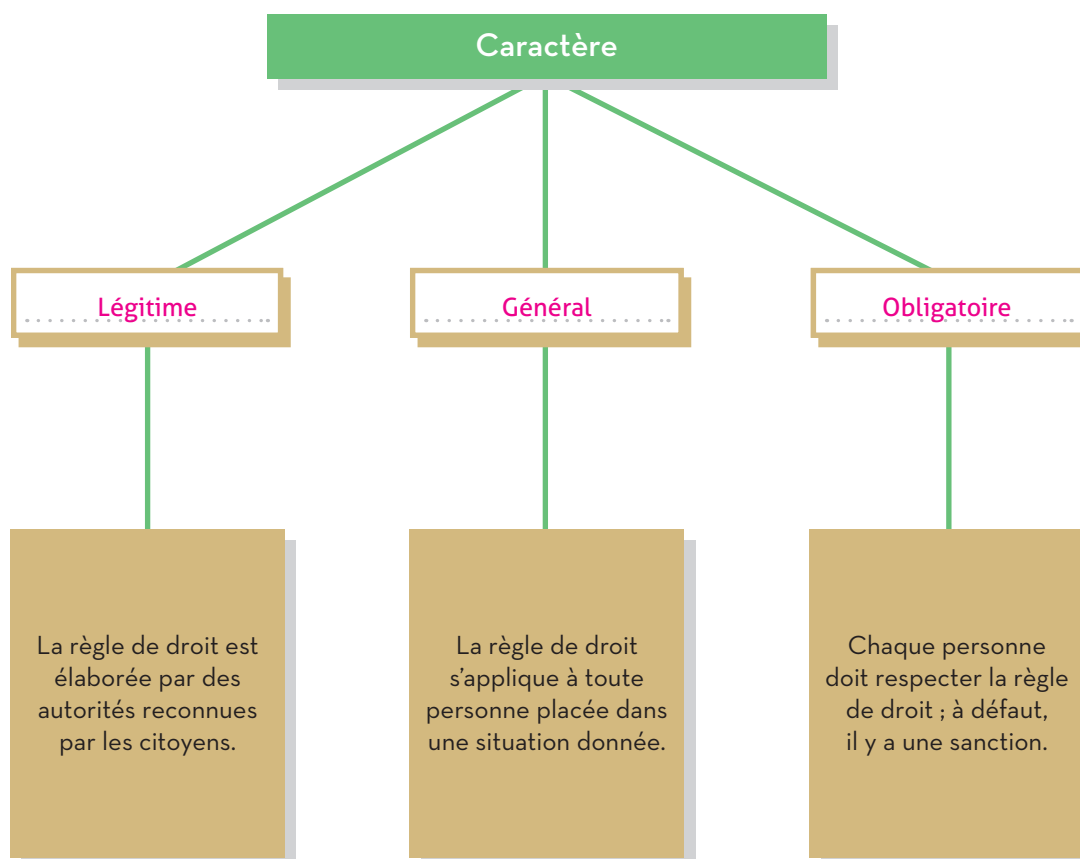 Caractère
Légitime
Général
Obligatoire
La règle de droit est
élaborée par des
autorités reconnues
par les citoyens.
La règle de droit
s’applique à toute
personne placée dans
une situation donnée.
Chaque personne
doit respecter la règle
de droit ; à défaut,
il y a une sanction.